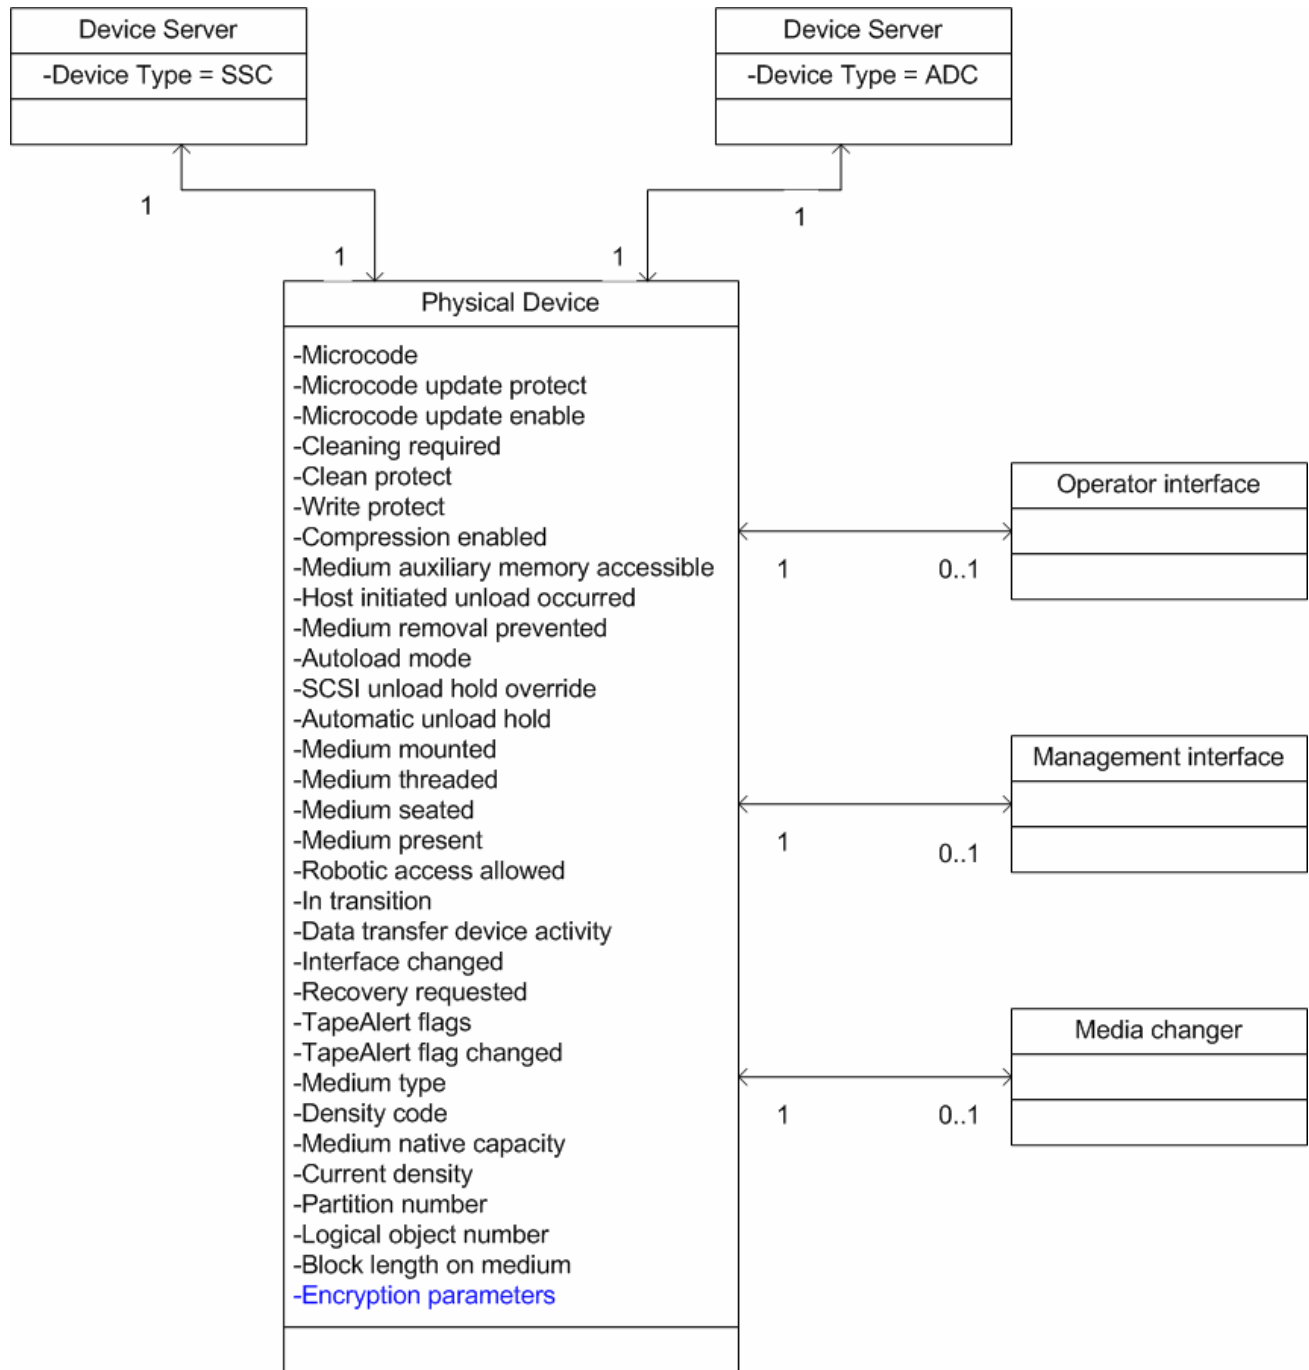 Device Server
-Device Type = SSC
Device Server
-Device Type = ADC
1
1
1
1
Physical Device
-Microcode
-Microcode update protect
-Microcode update enable
-Cleaning required
-Clean protect
-Write protect
-Compression enabled
-Medium auxiliary memory accessible
-Host initiated unload occurred
-Medium removal prevented
-Autoload mode
-SCSI unload hold override
-Automatic unload hold
-Medium mounted
-Medium threaded
-Medium seated
-Medium present
-Robotic access allowed
-In transition
-Data transfer device activity
-Interface changed
-Recovery requested
-TapeAlert flags
-TapeAlert flag changed
-Medium type
-Density code
-Medium native capacity
-Current density
-Partition number
-Logical object number
-Block length on medium
-Encryption parameters
Operator interface
1
0..1
Management interface
1
0..1
Media changer
1
0..1